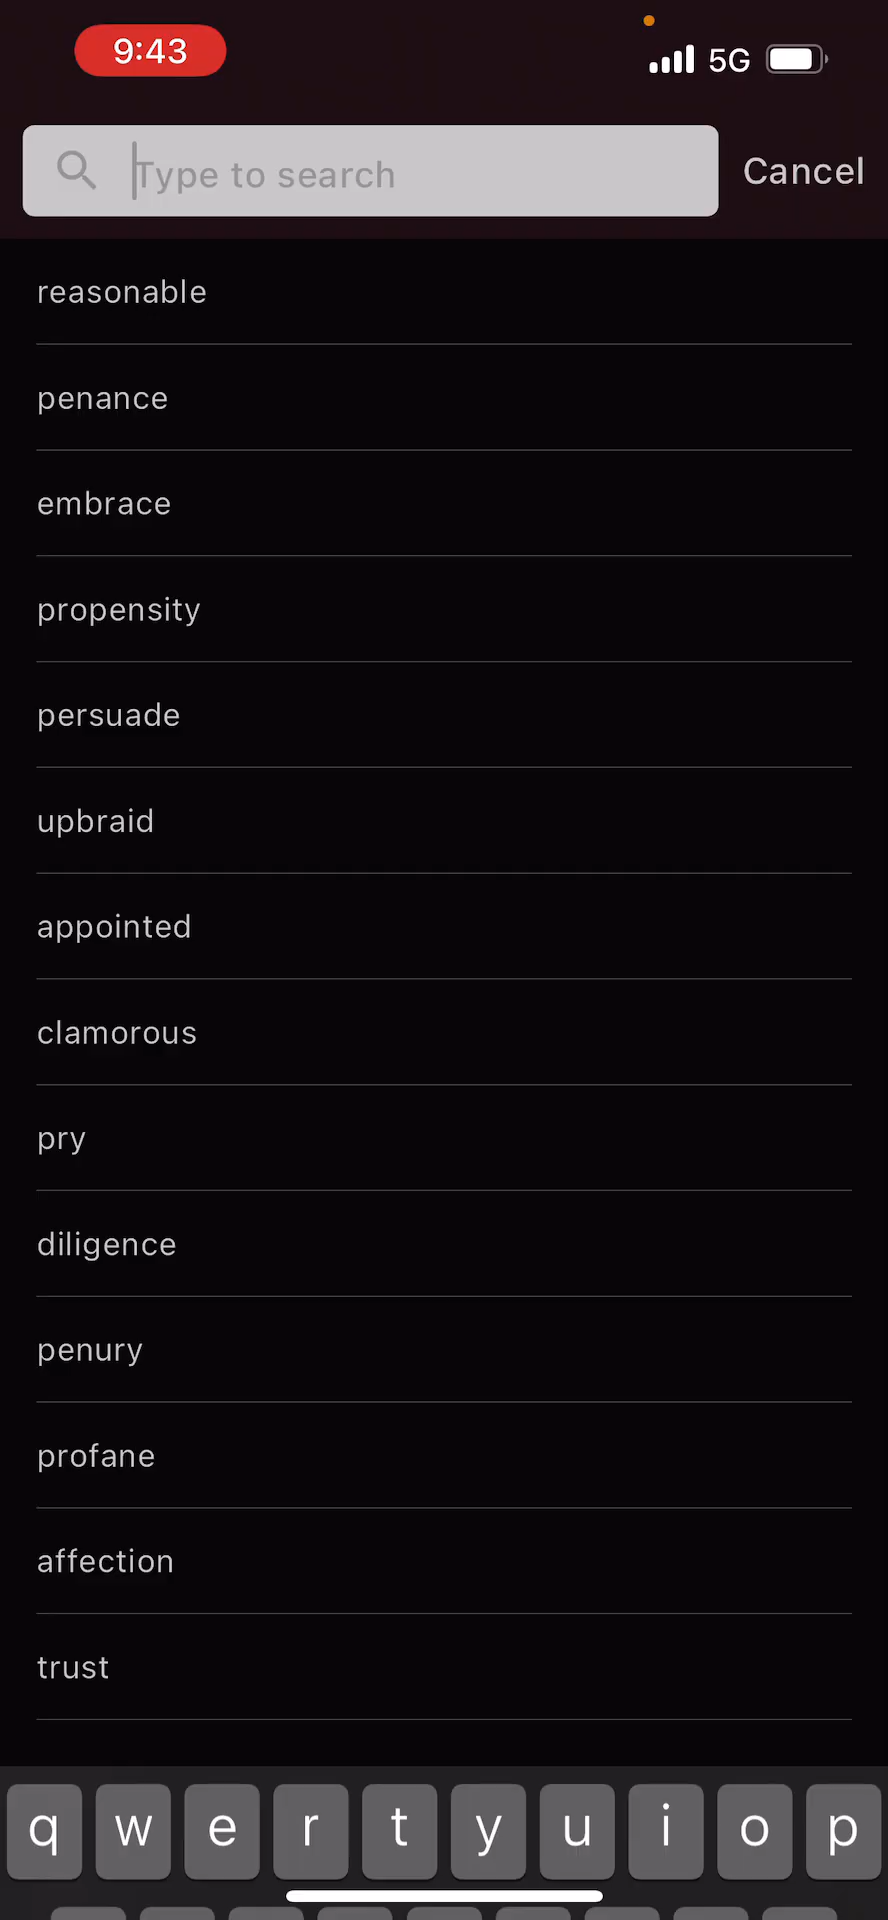 9:43
5G
Type to search
Cancel
reasonable
penance
embrace
propensity
persuade
upbraid
appointed
clamorous
pry
diligence
penury
profane
affection
trust
q w e r t y u i o p